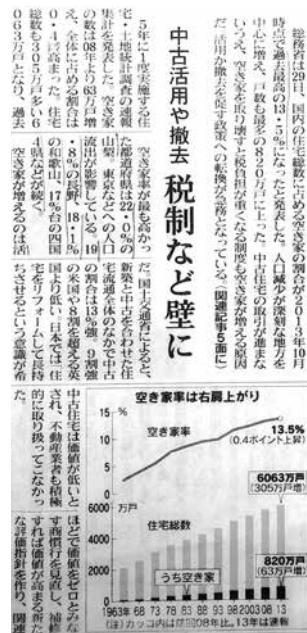 中古活用や撤去 税制など壁に
総務省は29日、国内の住宅総数に占める空き家の割合が2013年10月
時点で過去最高の13・5%になったと発表した。人口減少が深刻な地方を
中心に増え、戸数も最多の820万戸に上った。中古住宅の取引が進まな
いうえ、空き家を取り壊すと税負担が重くなる制度も空き家が増える原因
だ。活用か撤去を促す政策への転換が急務となっている。(関連記事5面に)
5年に1度実施する住
宅・土地統計調査の速報
集計を発表した。空き家
の数は08年より63万戸増
え、全体に占める割合は
0・4㌽高まった。住宅
総数も305万戸多い6
063万戸となり、過去
空き家率が最も高かっ
た都道府県は22・0%の
山梨、東京などへの人口
流出が影響している。19
・8%の長野、18・1%
の和歌山、17%台の四国
4県などが続く。
空き家が増えるのは活
だ。国土交通省によると、
新築と中古を合わせた住
宅流通全体のなかで中古
の割合は13%強。9割強
の米国や8割を超える英
国より低い。日本では「住
宅をリフォームして長持
ちさせるという意識が希
中古住宅は価値が低いと
され、不動産業者も積極
的に取り扱ってこなかっ
た。
ほどで価値をゼロとみな
す商慣行を見直し、補修
すれば価値が高まる新た
な評価指針を作り、関連
空き家率は右肩上がり
15%
10
5
0
空き家率
13.5%
(0.4ポイント上昇)
万戸
6000
4000
2000
0
住宅総数
6063万戸
(305万戸増)
うち空き家
820万戸
(63万戸増)
1963年 68 73 78 83 88 93 98 2003 08 13
(注)カッコ内は前回08年比。13年は速報